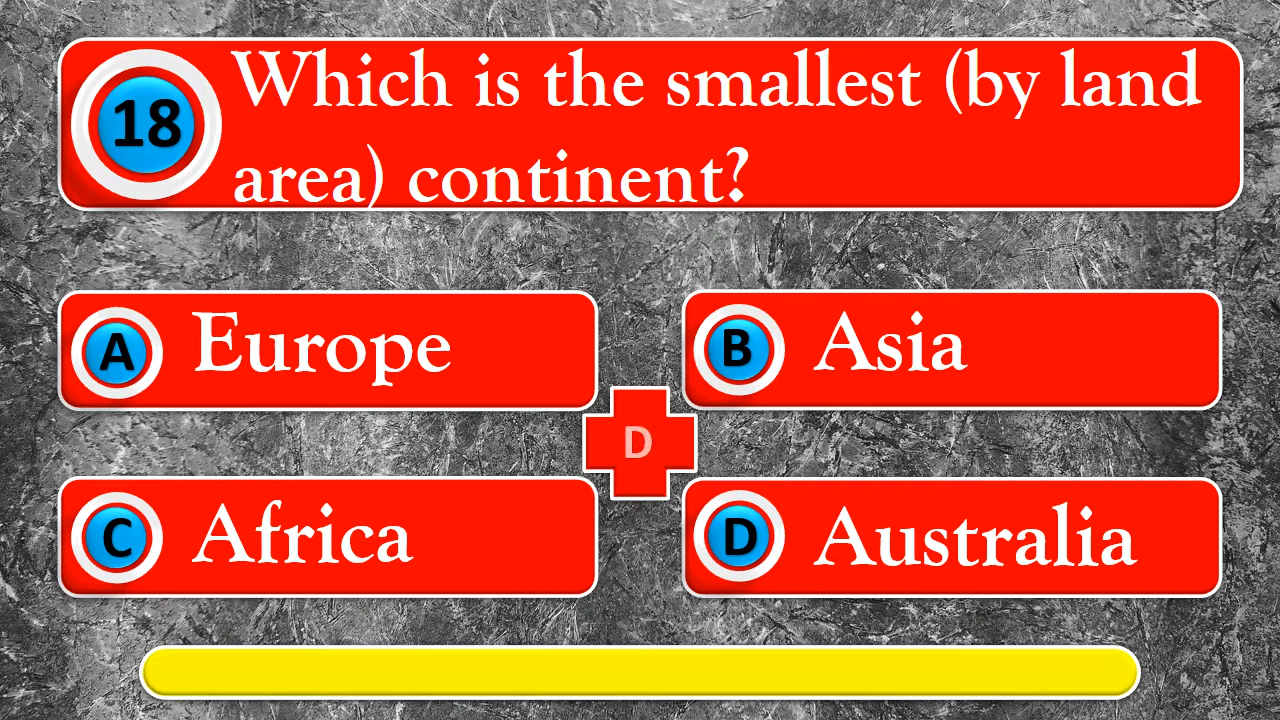 18
Which is the smallest (by land
area) continent?
A Europe
B Asia
D
C Africa
D Australia